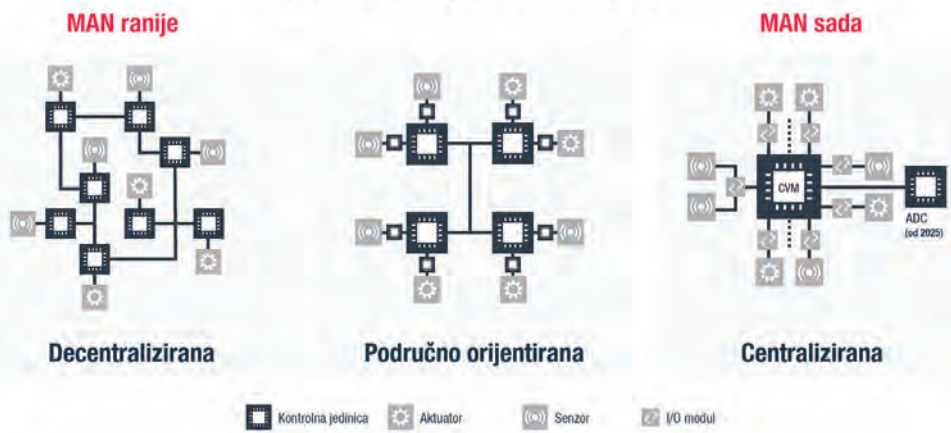 MAN ranije
MAN sada
CVM
ADC
(od 2025)
Decentralizirana
Područno orijentirana
Centralizirana
Kontrolna jedinica
Aktuator
Senzor
I/O modul